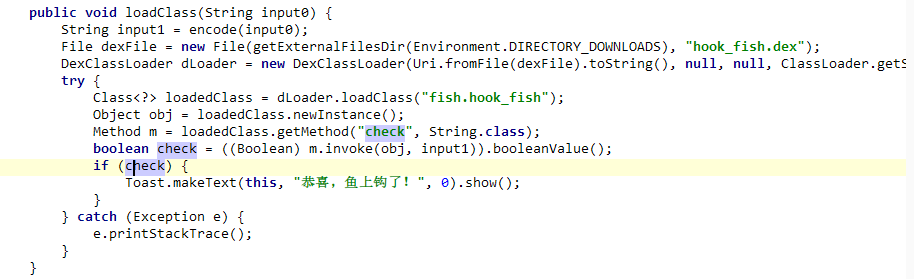 public void loadClass(String input0) {
String input1 = encode(input0);
File dexFile = new File(getExternalFilesDir(Environment.DIRECTORY_DOWNLOADS), "hook_fish.dex");
DexClassLoader dLoader = new DexClassLoader(Uri.fromFile(dexFile).toString(), null, null, ClassLoader.getS
try {
Class<?> loadedClass = dLoader.loadClass("fish.hook_fish");
Object obj = loadedClass.newInstance();
Method m = loadedClass.getMethod("check", String.class);
boolean check = ((Boolean) m.invoke(obj, input1)).booleanValue();
if (check) {
Toast.makeText(this, "恭喜，鱼上钩了！", 0).show();
}
} catch (Exception e) {
e.printStackTrace();
}
}